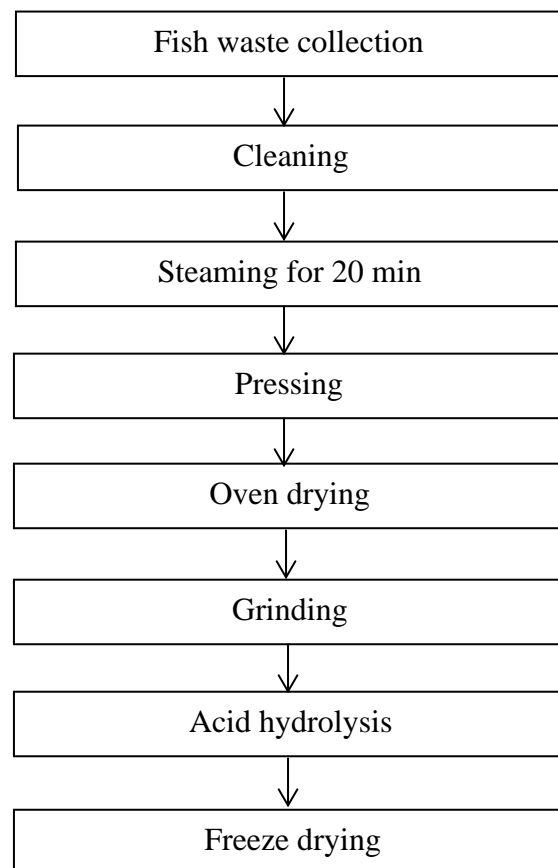 Fish waste collection
Cleaning
Steaming for 20 min
Pressing
Oven drying
Grinding
Acid hydrolysis
Freeze drying